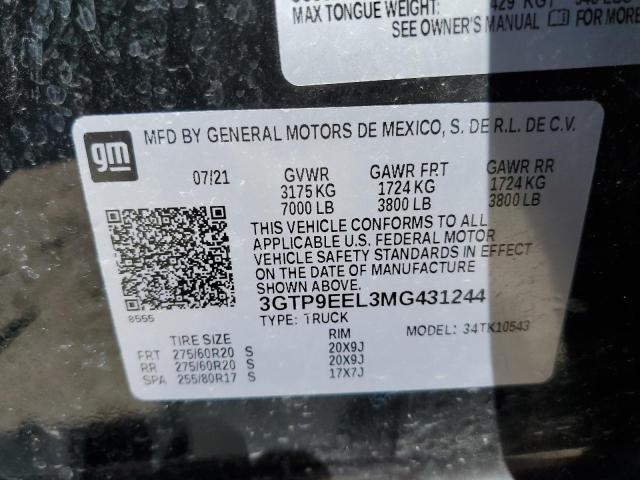 MAX TONGUE WEIGHT: 429 KG
SEE OWNER'S MANUAL FOR MORE
gm
MFD BY GENERAL MOTORS DE MEXICO, S. DE R.L. DE C.V.
07/21 GVWR GAWR FRT GAWR RR
3175 KG 1724 KG 1724 KG
7000 LB 3800 LB 3800 LB
THIS VEHICLE CONFORMS TO ALL
APPLICABLE U.S. FEDERAL MOTOR
VEHICLE SAFETY STANDARDS IN EFFECT
ON THE DATE OF MANUFACTURE
SHOWN ABOVE.
3GTP9EEL3MG431244
8555
TYPE: TRUCK MODEL: 34TK10543
TIRE SIZE RIM
FRT 275/60R20 S 20X9J
RR 275/60R20 S 20X9J
SPA 255/80R17 S 17X7J